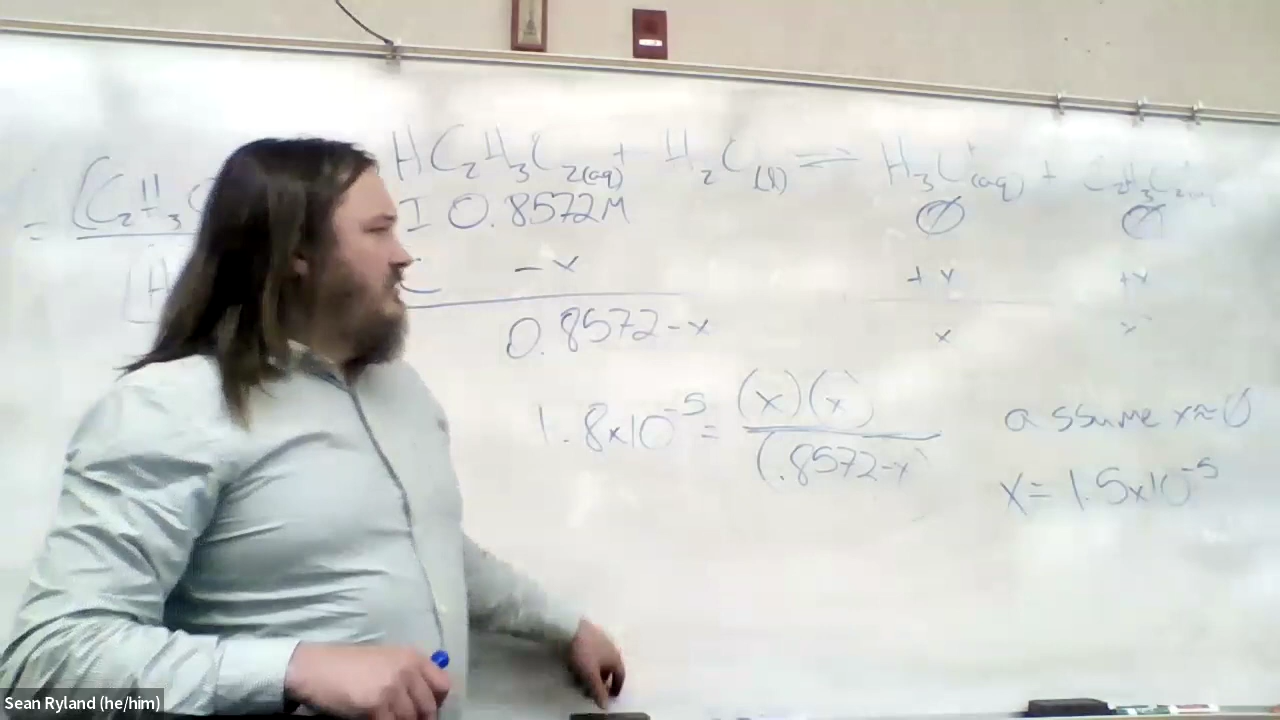 HC₂H₃O₂(aq) + H₂O(l) ⇌ H₃O⁺(aq) + C₂H₃O₂(aq)
= [C₂H₃
I 0.8572M ∅ ∅
C -x +x +x
0.8572-x x x
1.8x10⁻⁵ = (x)(x)
(.8572-x)
assume x≈0
x = 1.5x10⁻⁵
Sean Ryland (he/him)